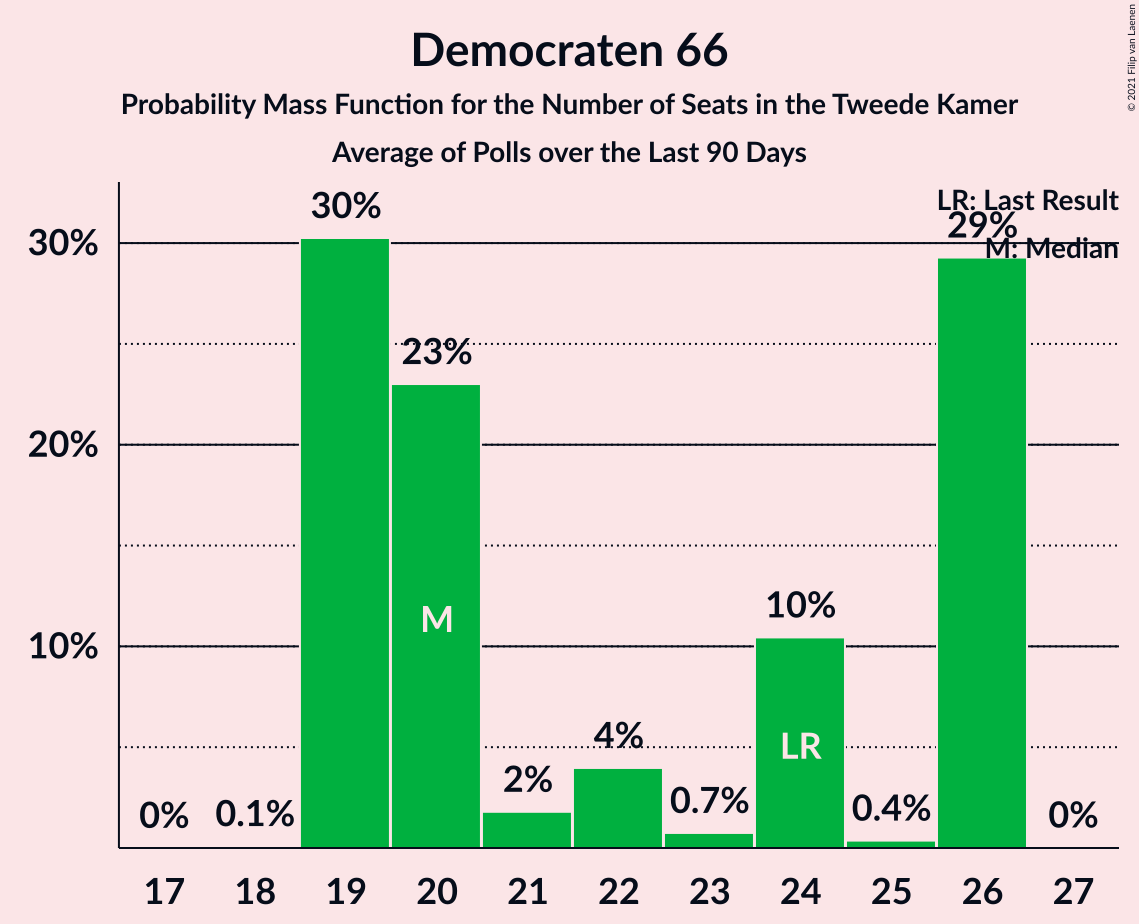 Democraten 66
Probability Mass Function for the Number of Seats in the Tweede Kamer
Average of Polls over the Last 90 Days
© 2021 Filip van Laenen
LR: Last Result
M: Median
30%
20%
10%
0%
0.1%
30%
23%
2%
4%
0.7%
10%
0.4%
29%
0%
M
LR
17 18 19 20 21 22 23 24 25 26 27